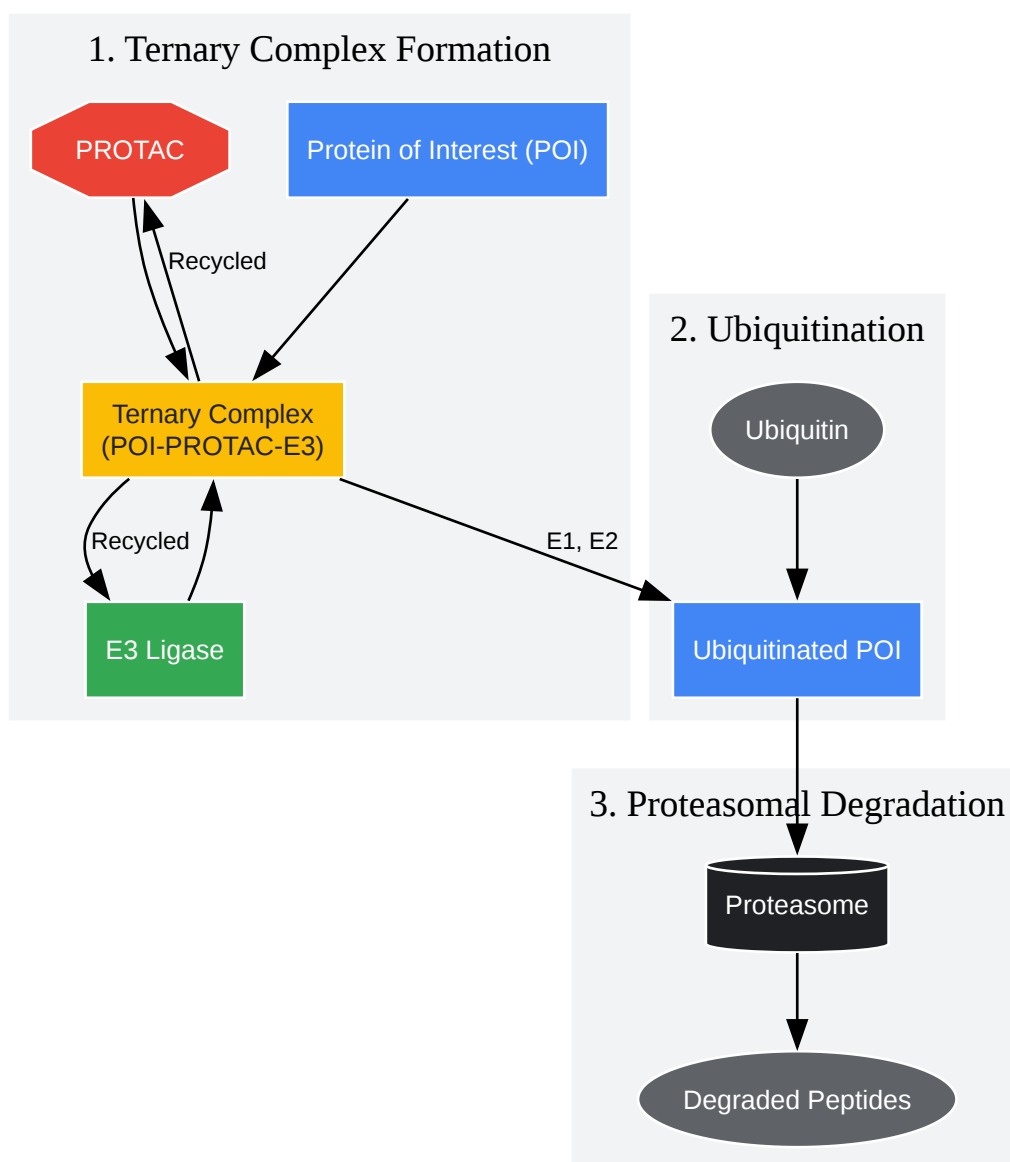 1. Ternary Complex Formation
PROTAC
Protein of Interest (POI)
Recycled
Ternary Complex
(POI-PROTAC-E3)
Recycled
E3 Ligase
E1, E2
2. Ubiquitination
Ubiquitin
Ubiquitinated POI
3. Proteasomal Degradation
Proteasome
Degraded Peptides